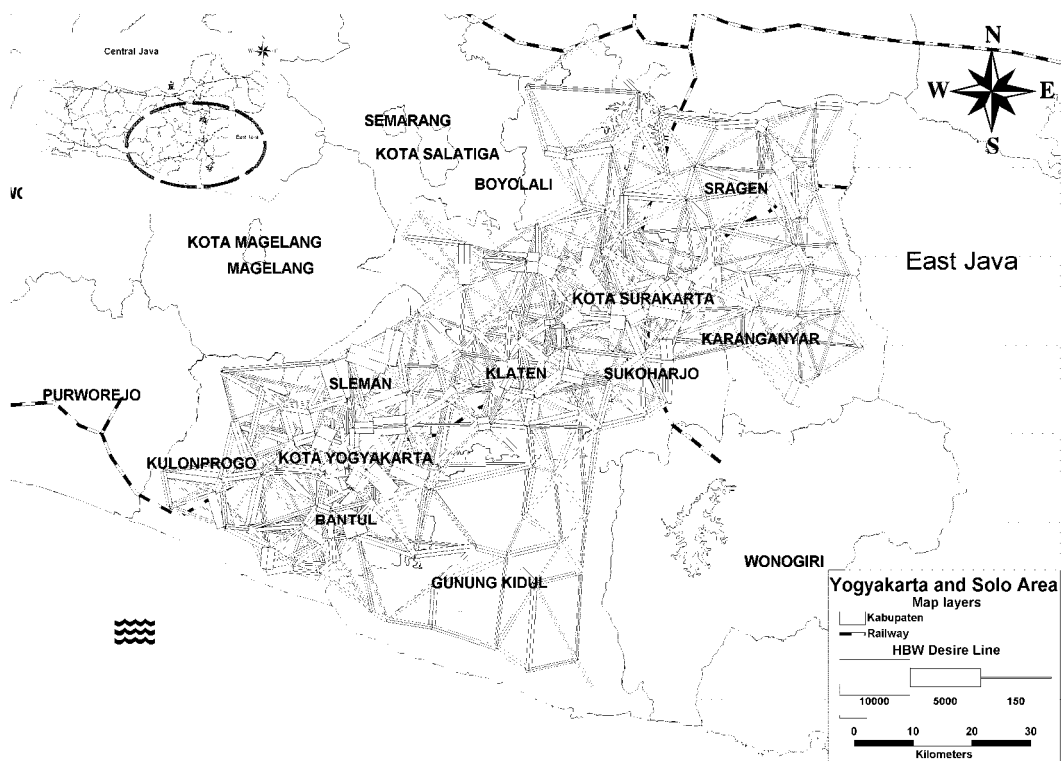 Central Java
East Java
N
W E
S
SEMARANG
KOTA SALATIGA
BOYOLALI
SRAGEN
KOTA MAGELANG
MAGELANG
East Java
KOTA SURAKARTA
KARANGANYAR
SLEMAN
KLATEN
SUKOHARJO
PURWOREJO
KULONPROGO
KOTA YOGYAKARTA
BANTUL
GUNUNG KIDUL
WONOGIRI
Yogyakarta and Solo Area
Map layers
Kabupaten
Railway
HBW Desire Line
10000 5000 150
0 10 20 30
Kilometers